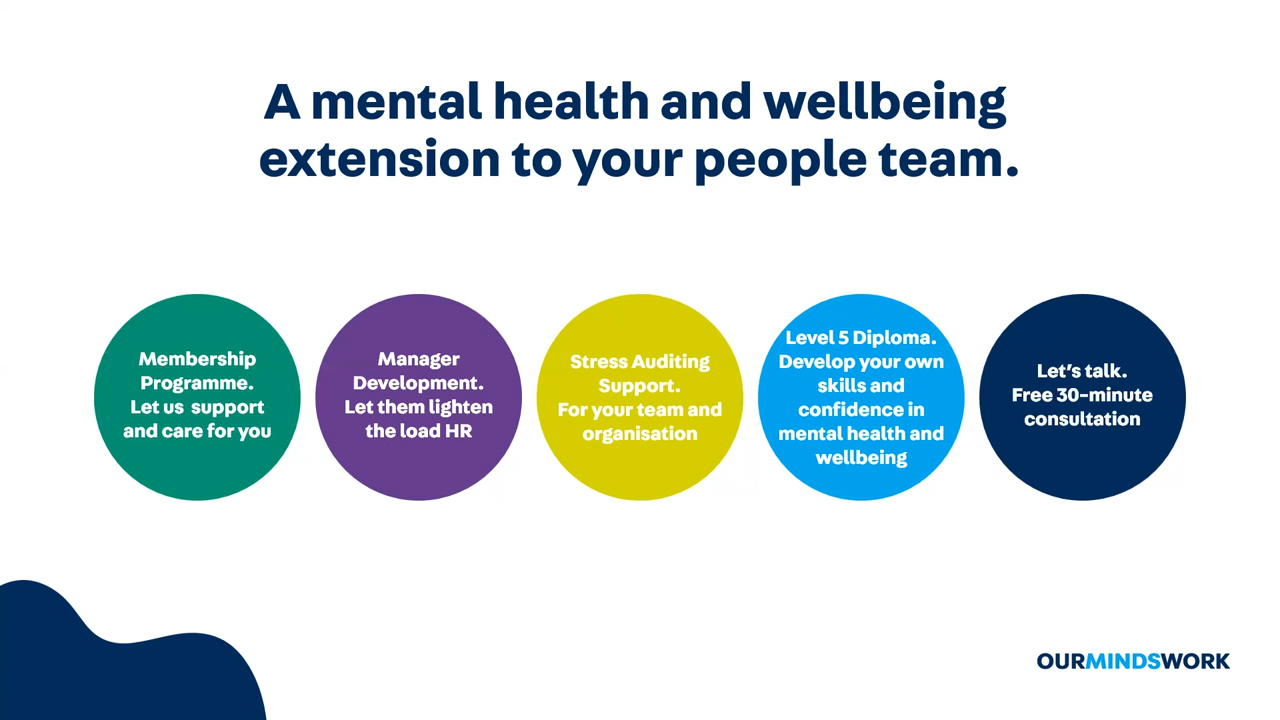 A mental health and wellbeing
extension to your people team.
Membership
Programme.
Let us support
and care for you
Manager
Development.
Let them lighten
the load HR
Stress Auditing
Support.
For your team and
organisation
Level 5 Diploma.
Develop your own
skills and
confidence in
mental health and
wellbeing
Let's talk.
Free 30-minute
consultation
OURMINDSWORK